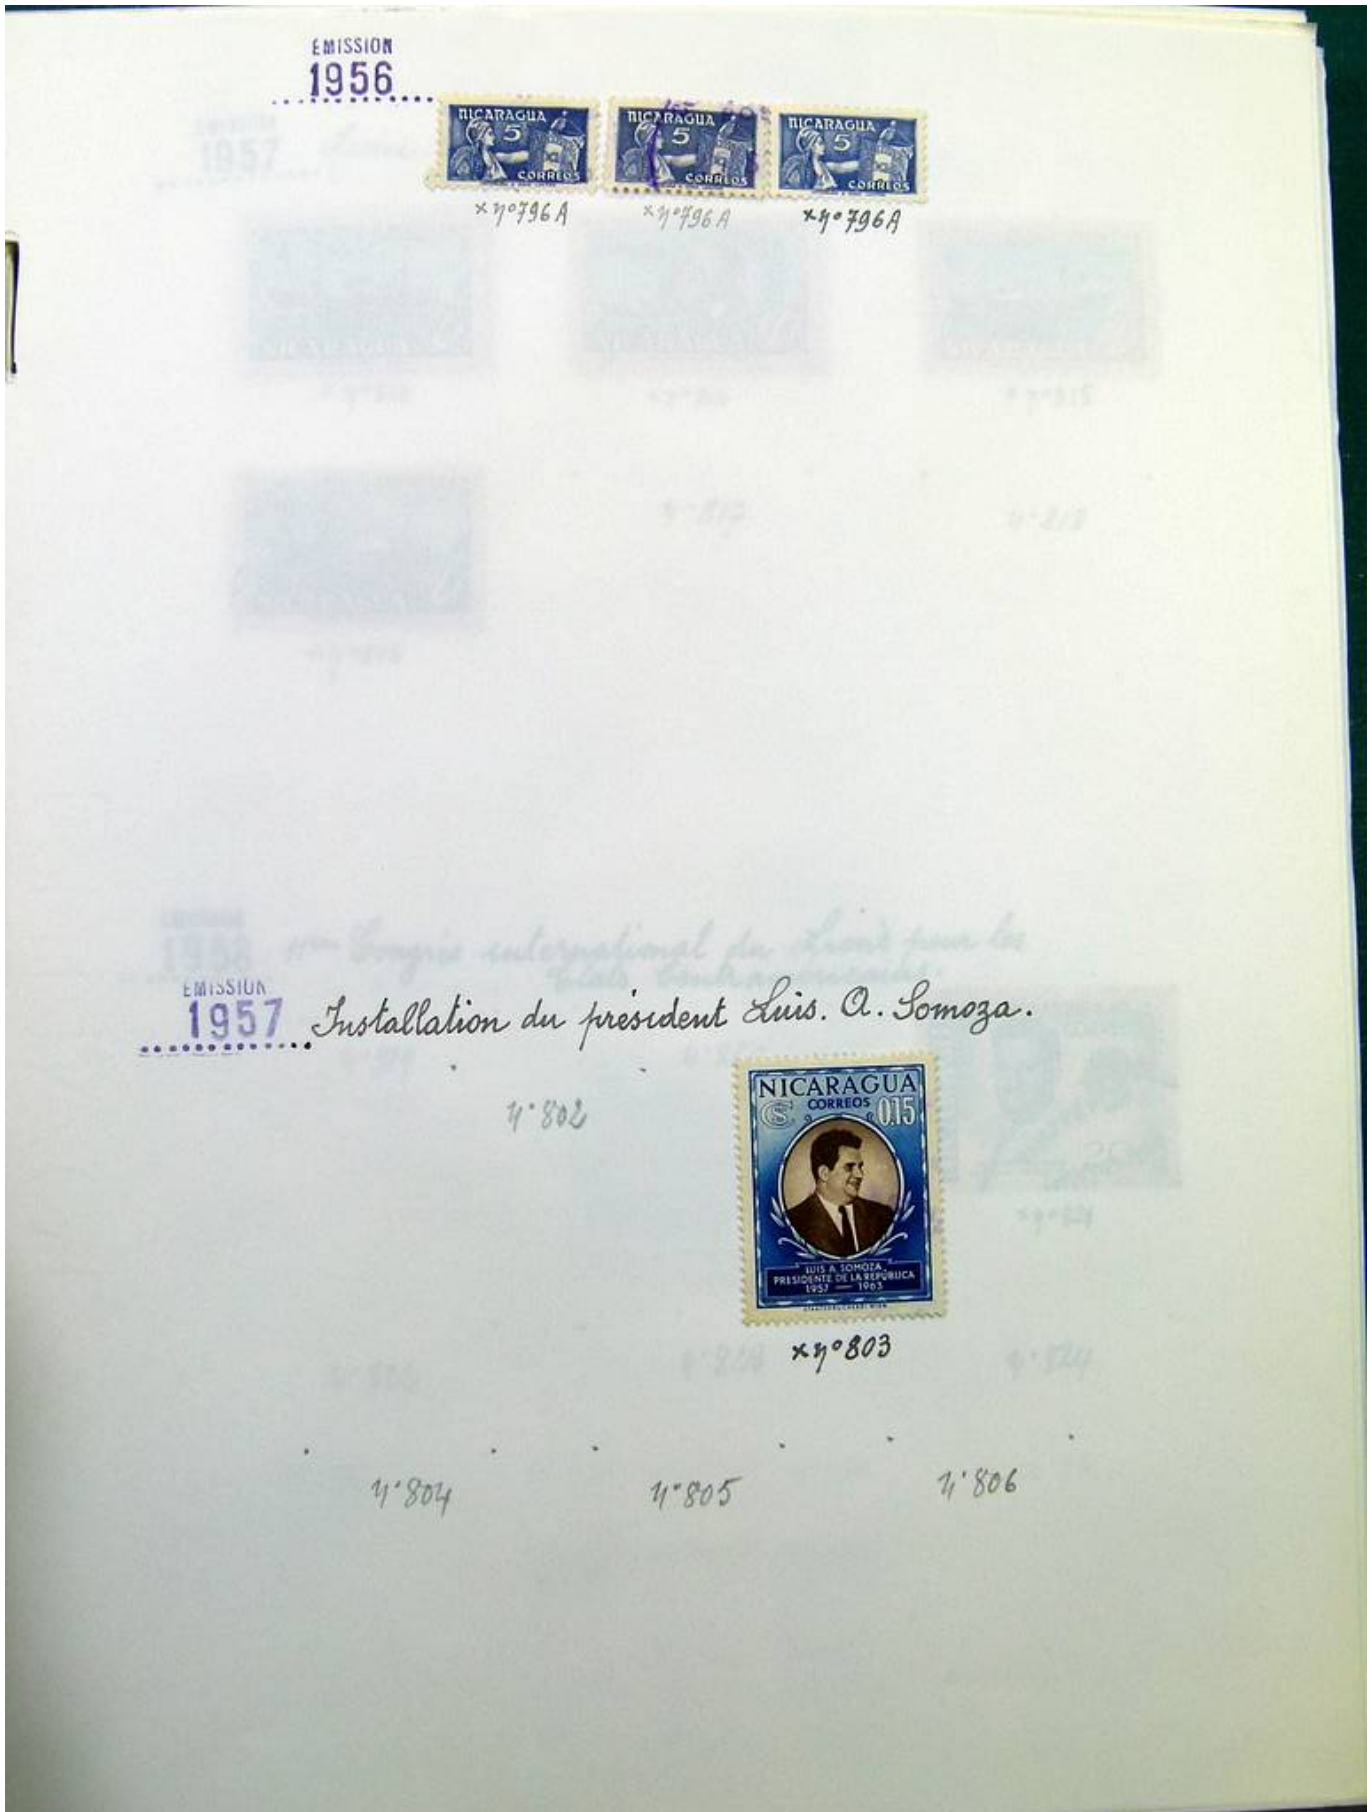 EMISSION
1956
NICARAGUA
5
CORREOS
NICARAGUA
5
CORREOS
NICARAGUA
5
CORREOS
x n° 796A
x n° 796A
x n° 796A
EMISSION
1957 Installation du président Luis. A. Somoza.
n° 802
NICARAGUA
CORREOS
0.15
LUIS A. SOMOZA
PRESIDENTE DE LA REPÚBLICA
1957 — 1963
x n° 803
n° 804
n° 805
n° 806